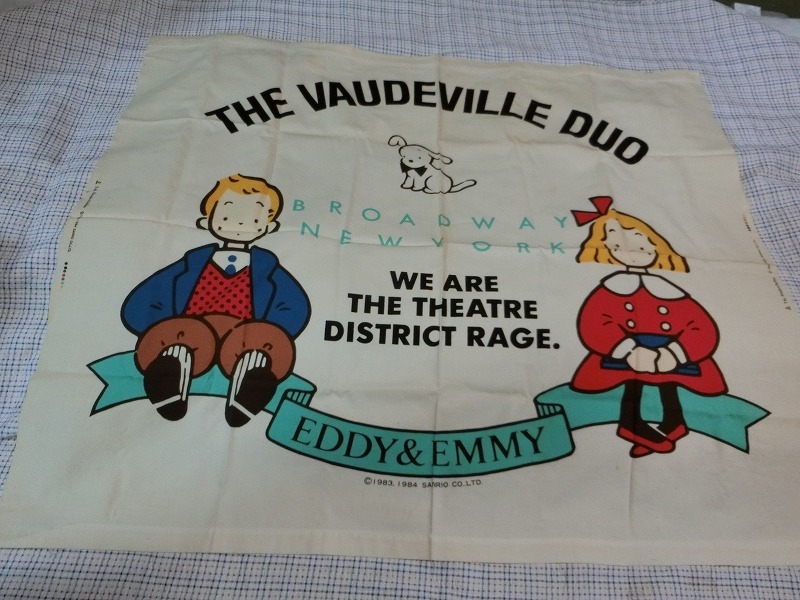 THE VAUDEVILLE DUO
BROADWAY
NEW YORK
WE ARE
THE THEATRE
DISTRICT RAGE.
EDDY & EMMY
©1983, 1984 SANRIO CO., LTD.